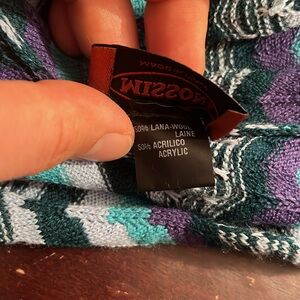 MISSONI
50% LANA-WOOL
LAINE
50% ACRILICO
ACRYLIC